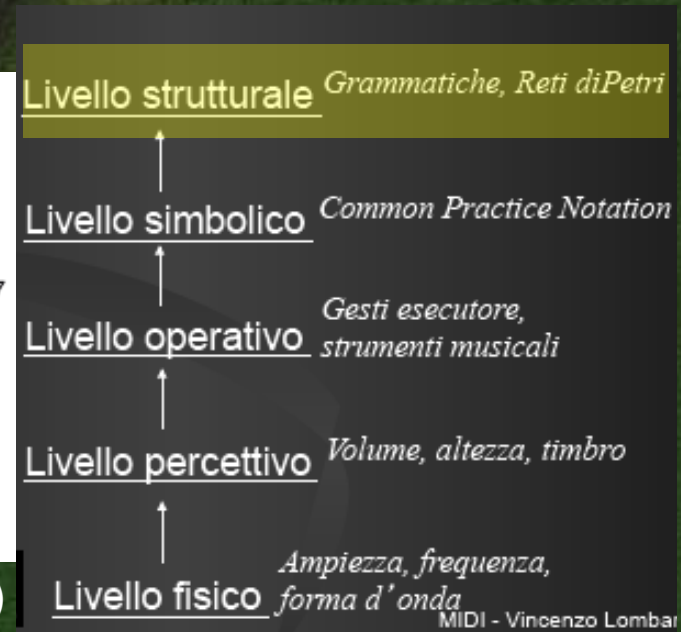 Livello strutturale Grammatiche, Reti diPetri
Livello simbolico Common Practice Notation
Gesti esecutore,
Livello operativo strumenti musicali
Livello percettivo Volume, altezza, timbro
Ampiezza, frequenza,
Livello fisico forma d'onda
MIDI - Vincenzo